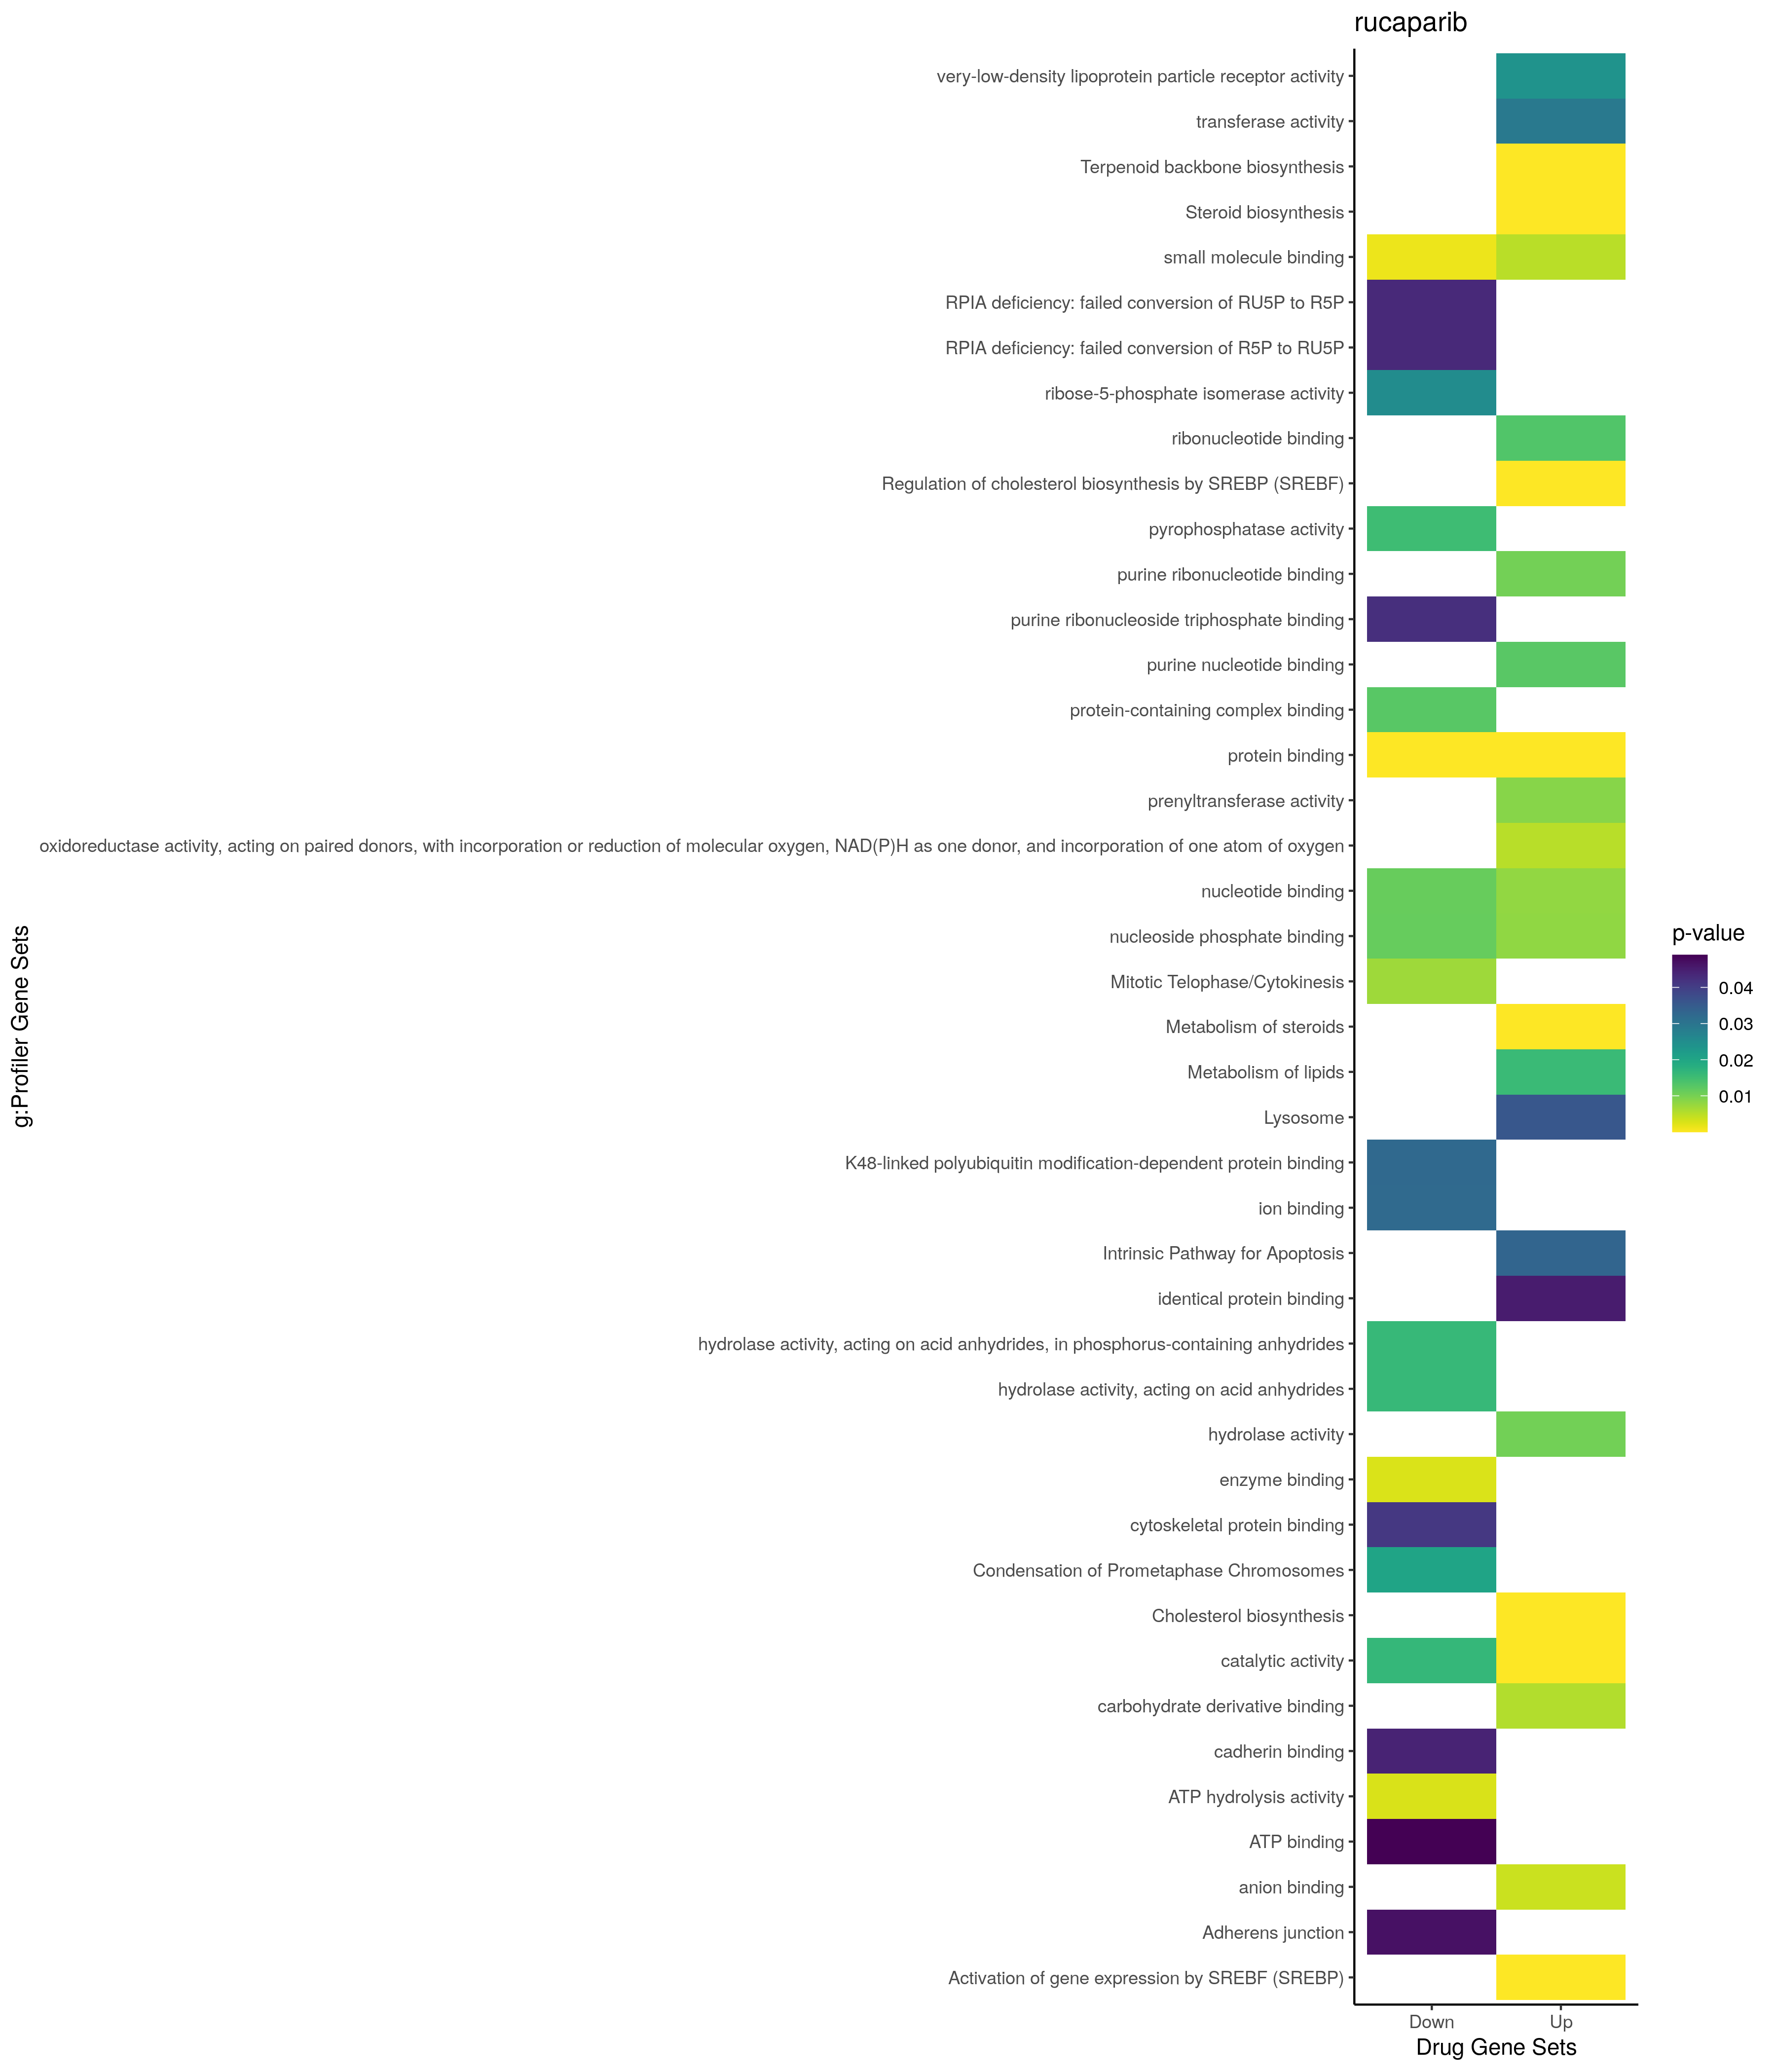 rucaparib
very-low-density lipoprotein particle receptor activity
transferase activity
Terpenoid backbone biosynthesis
Steroid biosynthesis
small molecule binding
RPIA deficiency: failed conversion of RU5P to R5P
RPIA deficiency: failed conversion of R5P to RU5P
ribose-5-phosphate isomerase activity
ribonucleotide binding
Regulation of cholesterol biosynthesis by SREBP (SREBF)
pyrophosphatase activity
purine ribonucleotide binding
purine ribonucleoside triphosphate binding
purine nucleotide binding
protein-containing complex binding
protein binding
prenyltransferase activity
oxidoreductase activity, acting on paired donors, with incorporation or reduction of molecular oxygen, NAD(P)H as one donor, and incorporation of one atom of oxygen
nucleotide binding
nucleoside phosphate binding
Mitotic Telophase/Cytokinesis
Metabolism of steroids
Metabolism of lipids
Lysosome
K48-linked polyubiquitin modification-dependent protein binding
ion binding
Intrinsic Pathway for Apoptosis
identical protein binding
hydrolase activity, acting on acid anhydrides, in phosphorus-containing anhydrides
hydrolase activity, acting on acid anhydrides
hydrolase activity
enzyme binding
cytoskeletal protein binding
Condensation of Prometaphase Chromosomes
Cholesterol biosynthesis
catalytic activity
carbohydrate derivative binding
cadherin binding
ATP hydrolysis activity
ATP binding
anion binding
Adherens junction
Activation of gene expression by SREBF (SREBP)
g:Profiler Gene Sets
Down
Up
Drug Gene Sets
p-value
0.04
0.03
0.02
0.01